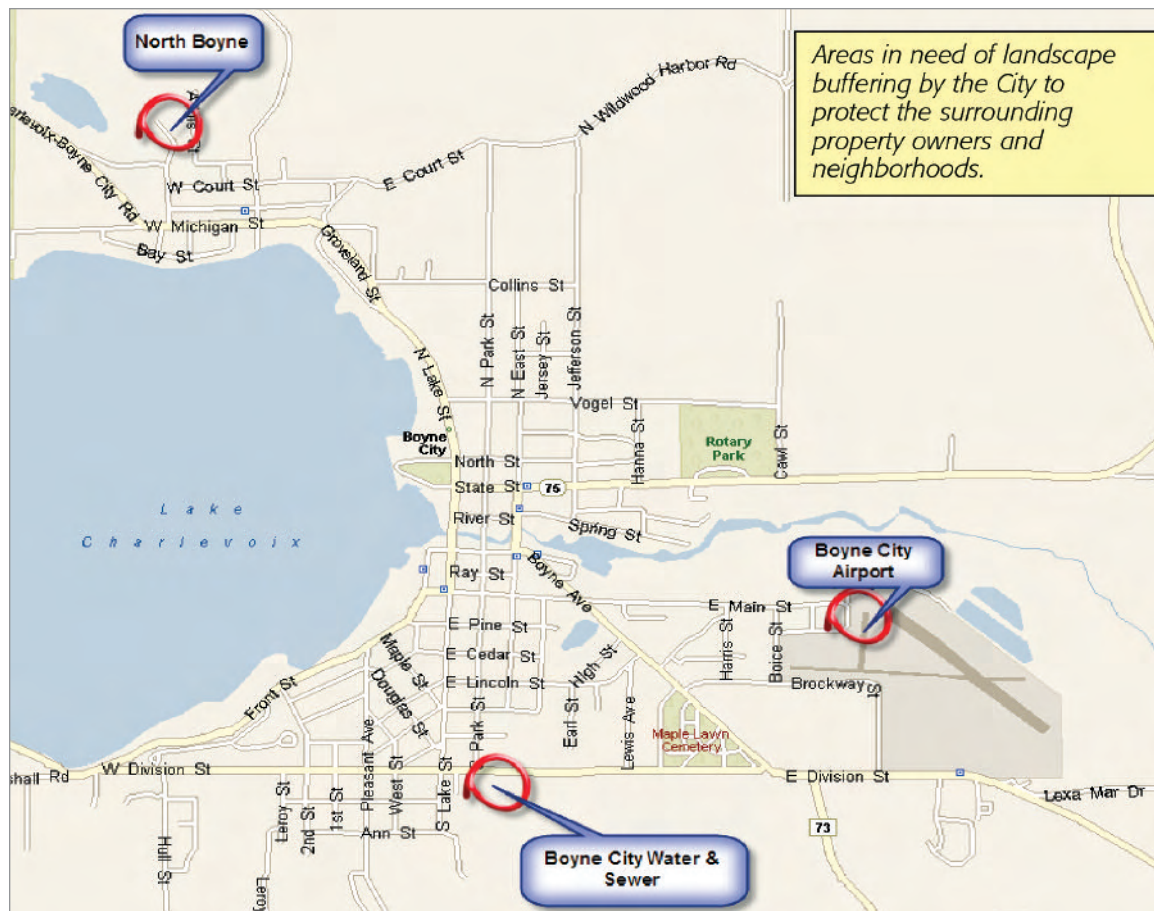 North Boyne
Areas in need of landscape
buffering by the City to
protect the surrounding
property owners and
neighborhoods.
N Wildwood Harbor Rd
arlevoix-Boyne City Rd
W Court St
E Court St
W Michigan St
Bay St
Groveland St
Collins St
N Lake St
N Park St
N East St
Jersey St
Jefferson St
Vogel St
Boyne
City
North St
Hanna St
Rotary
Park
Cawl St
State St
75
River St
Spring St
Lake
Charlevoix
Boyne City
Airport
Ray St
Boyne Ave
E Main St
E Pine St
Harris St
Boice St
Maple St
E Cedar St
High St
Douglas St
E Lincoln St
Brockway St
Front St
Pleasant Ave
S Park St
Earl St
Lewis Ave
Maple Lawn
Cemetery
shall Rd
W Division St
E Division St
Lexa Mar Dr
Leroy St
2nd St
1st St
West St
S Lake St
Ann St
73
Hull St
Leroy
Boyne City Water &
Sewer